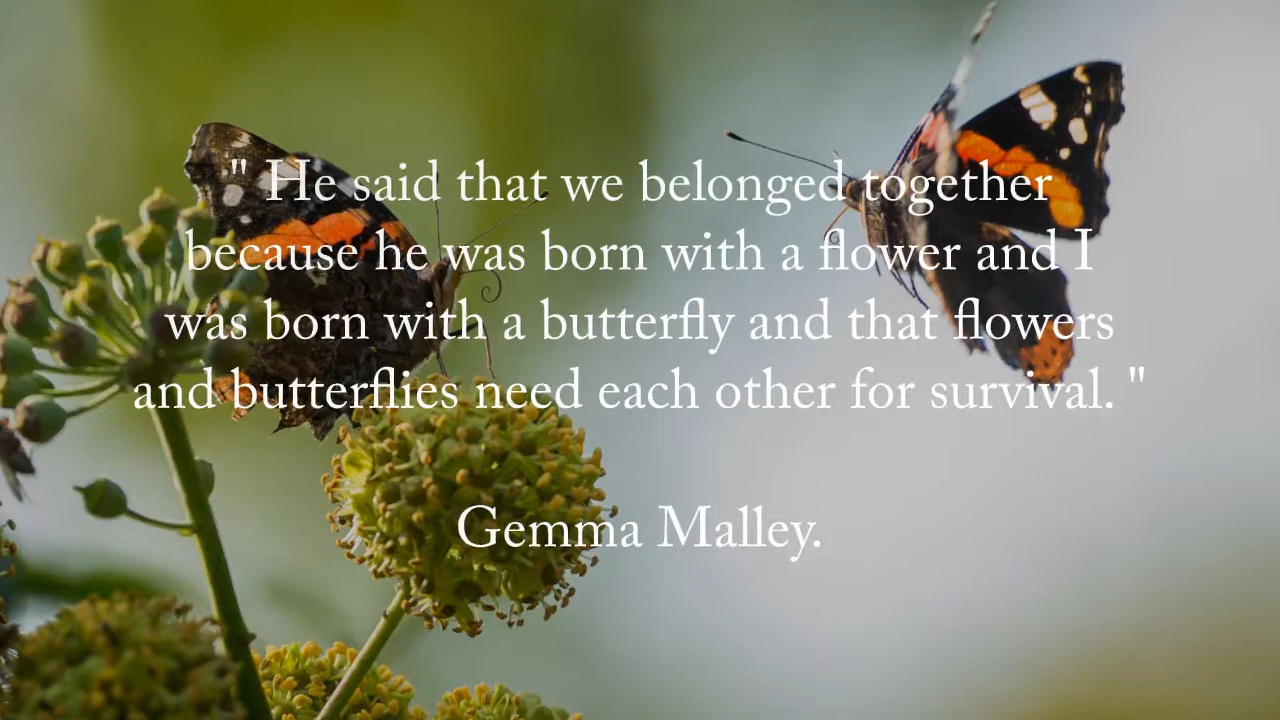 " He said that we belonged together
because he was born with a flower and I
was born with a butterfly and that flowers
and butterflies need each other for survival. "
Gemma Malley.